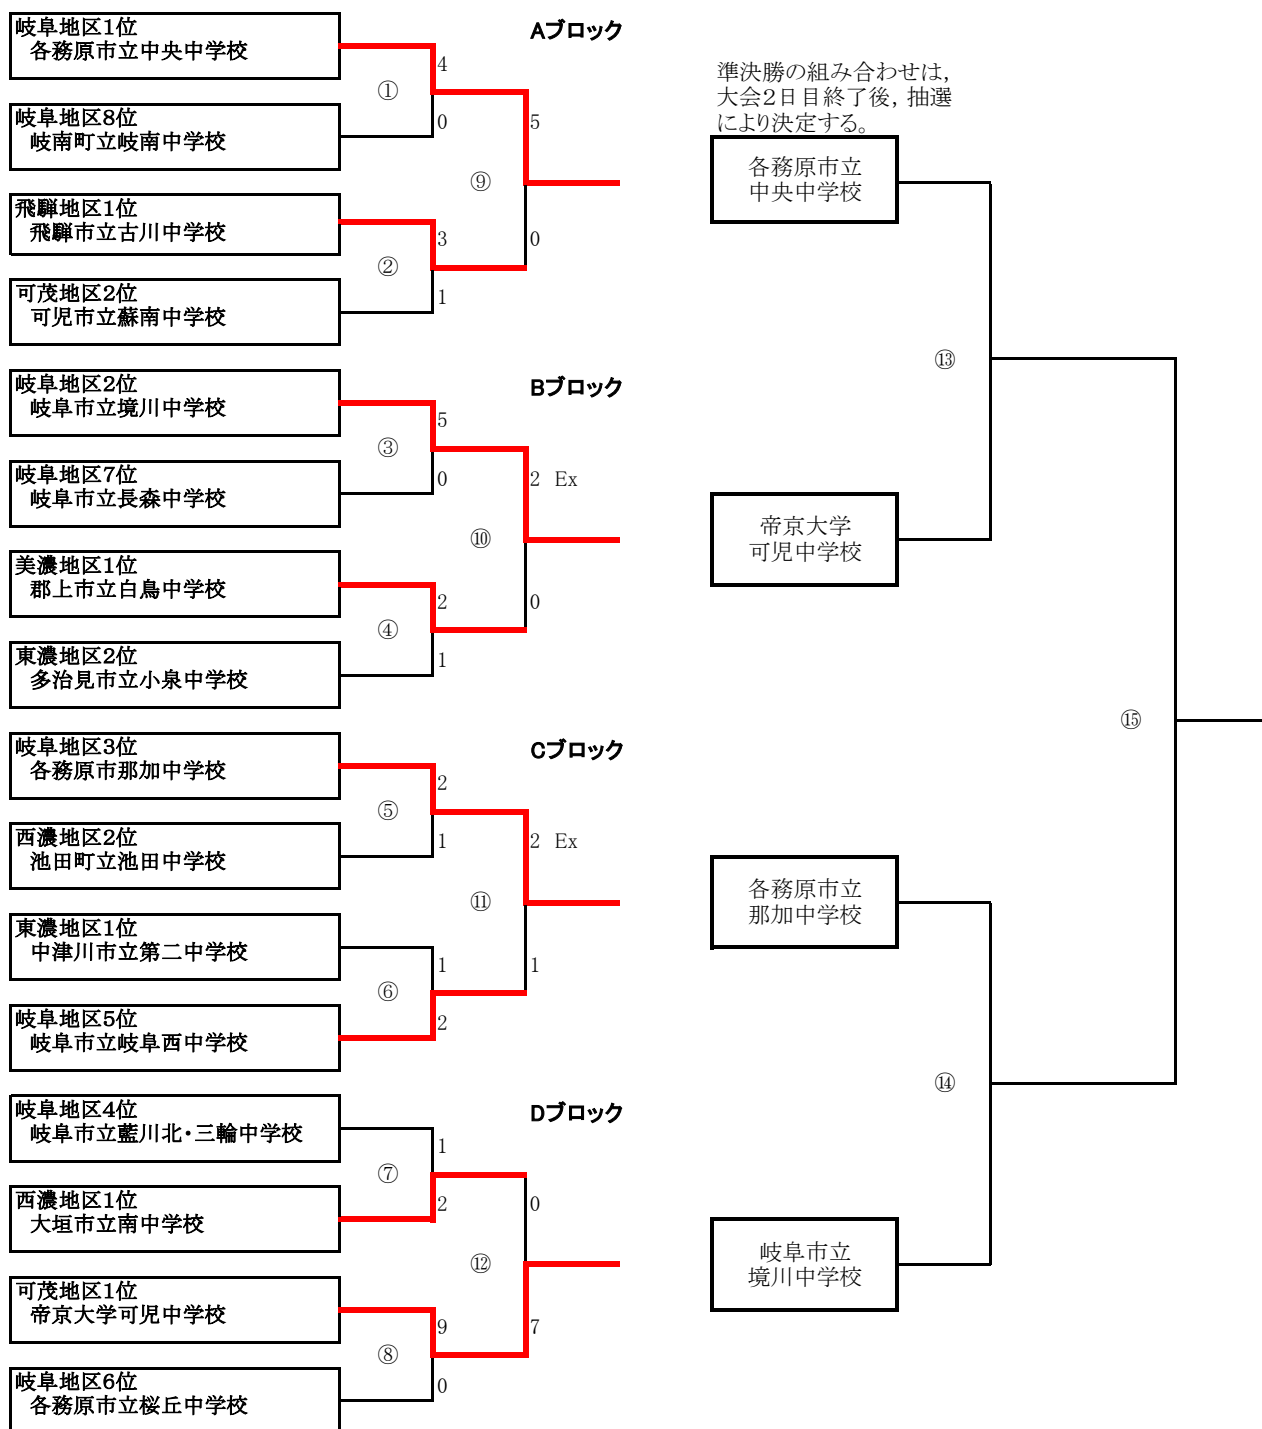 Aブロック
岐阜地区1位
各務原市立中央中学校
4
①
岐阜地区8位
岐南町立岐南中学校
0
5
⑨
飛騨地区1位
飛騨市立古川中学校
3
0
②
可茂地区2位
可児市立蘇南中学校
1
Bブロック
岐阜地区2位
岐阜市立境川中学校
5
③
岐阜地区7位
岐阜市立長森中学校
0
2 Ex
⑩
美濃地区1位
郡上市立白鳥中学校
2
0
④
東濃地区2位
多治見市立小泉中学校
1
Cブロック
岐阜地区3位
各務原市那加中学校
2
⑤
西濃地区2位
池田町立池田中学校
1
2 Ex
⑪
東濃地区1位
中津川市立第二中学校
1
1
⑥
岐阜地区5位
岐阜市立岐阜西中学校
2
Dブロック
岐阜地区4位
岐阜市立藍川北・三輪中学校
1
⑦
西濃地区1位
大垣市立南中学校
2
0
⑫
可茂地区1位
帝京大学可児中学校
9
7
⑧
岐阜地区6位
各務原市立桜丘中学校
0
準決勝の組み合わせは,
大会2日目終了後, 抽選
により決定する。
各務原市立
中央中学校
⑬
帝京大学
可児中学校
⑮
各務原市立
那加中学校
⑭
岐阜市立
境川中学校